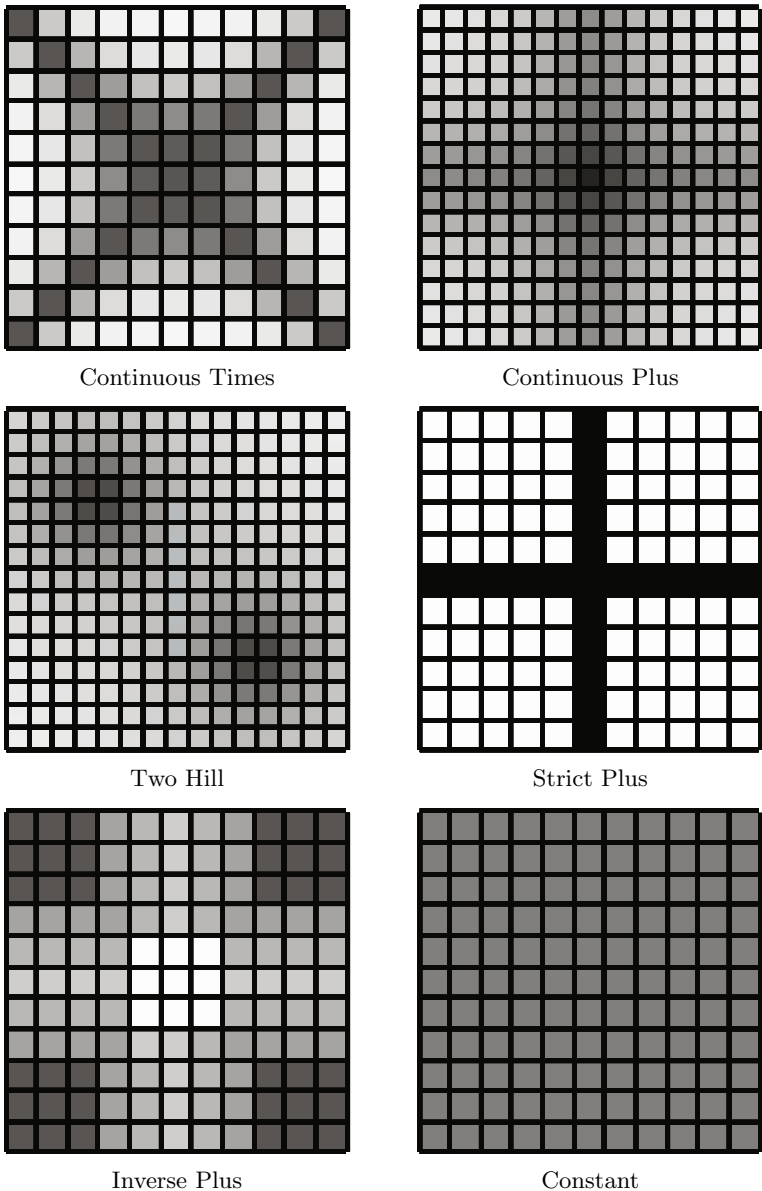 Continuous Times
Continuous Plus
Two Hill
Strict Plus
Inverse Plus
Constant